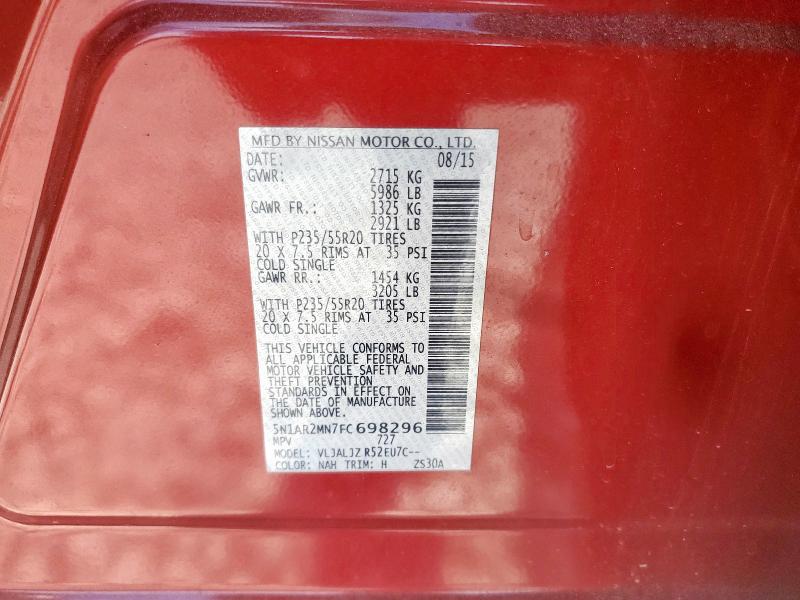 MFD BY NISSAN MOTOR CO., LTD.
DATE: 08/15
GVWR: 2715 KG
5986 LB
GAWR FR.: 1325 KG
2921 LB
WITH P235/55R20 TIRES
20 X 7.5 RIMS AT 35 PSI
COLD SINGLE
GAWR RR.: 1454 KG
3205 LB
WITH P235/55R20 TIRES
20 X 7.5 RIMS AT 35 PSI
COLD SINGLE
THIS VEHICLE CONFORMS TO
ALL APPLICABLE FEDERAL
MOTOR VEHICLE SAFETY AND
THEFT PREVENTION
STANDARDS IN EFFECT ON
THE DATE OF MANUFACTURE
SHOWN ABOVE.
5N1AR2MN7FC698296
MPV 727
MODEL: VLJALJZ R52EU7C--
COLOR: NAH TRIM: H ZS30A